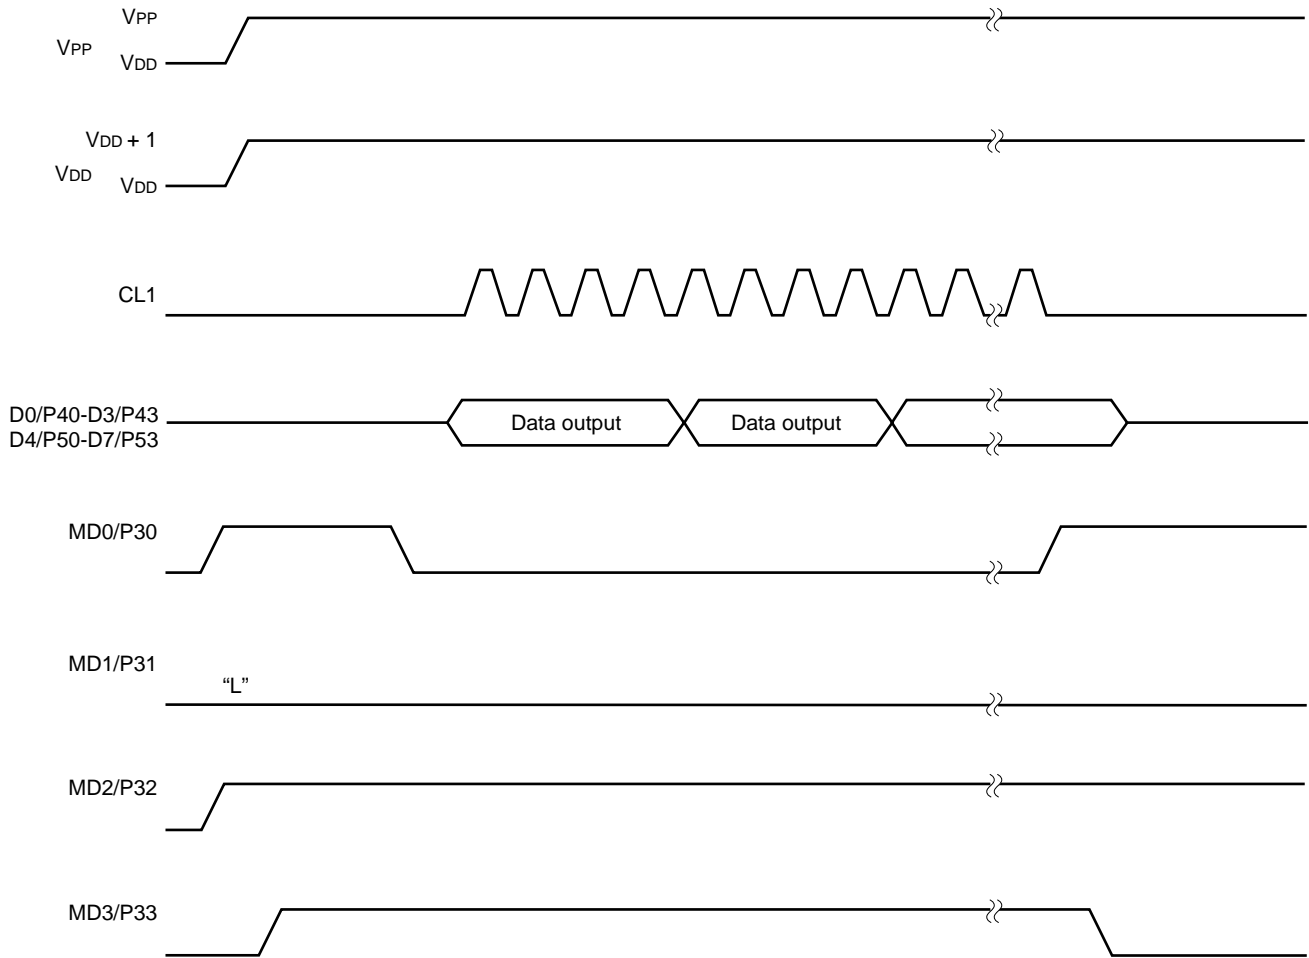 VPP
VPP
VDD
VDD + 1
VDD
VDD
CL1
D0/P40-D3/P43
D4/P50-D7/P53
Data output
Data output
MD0/P30
MD1/P31
“L”
MD2/P32
MD3/P33